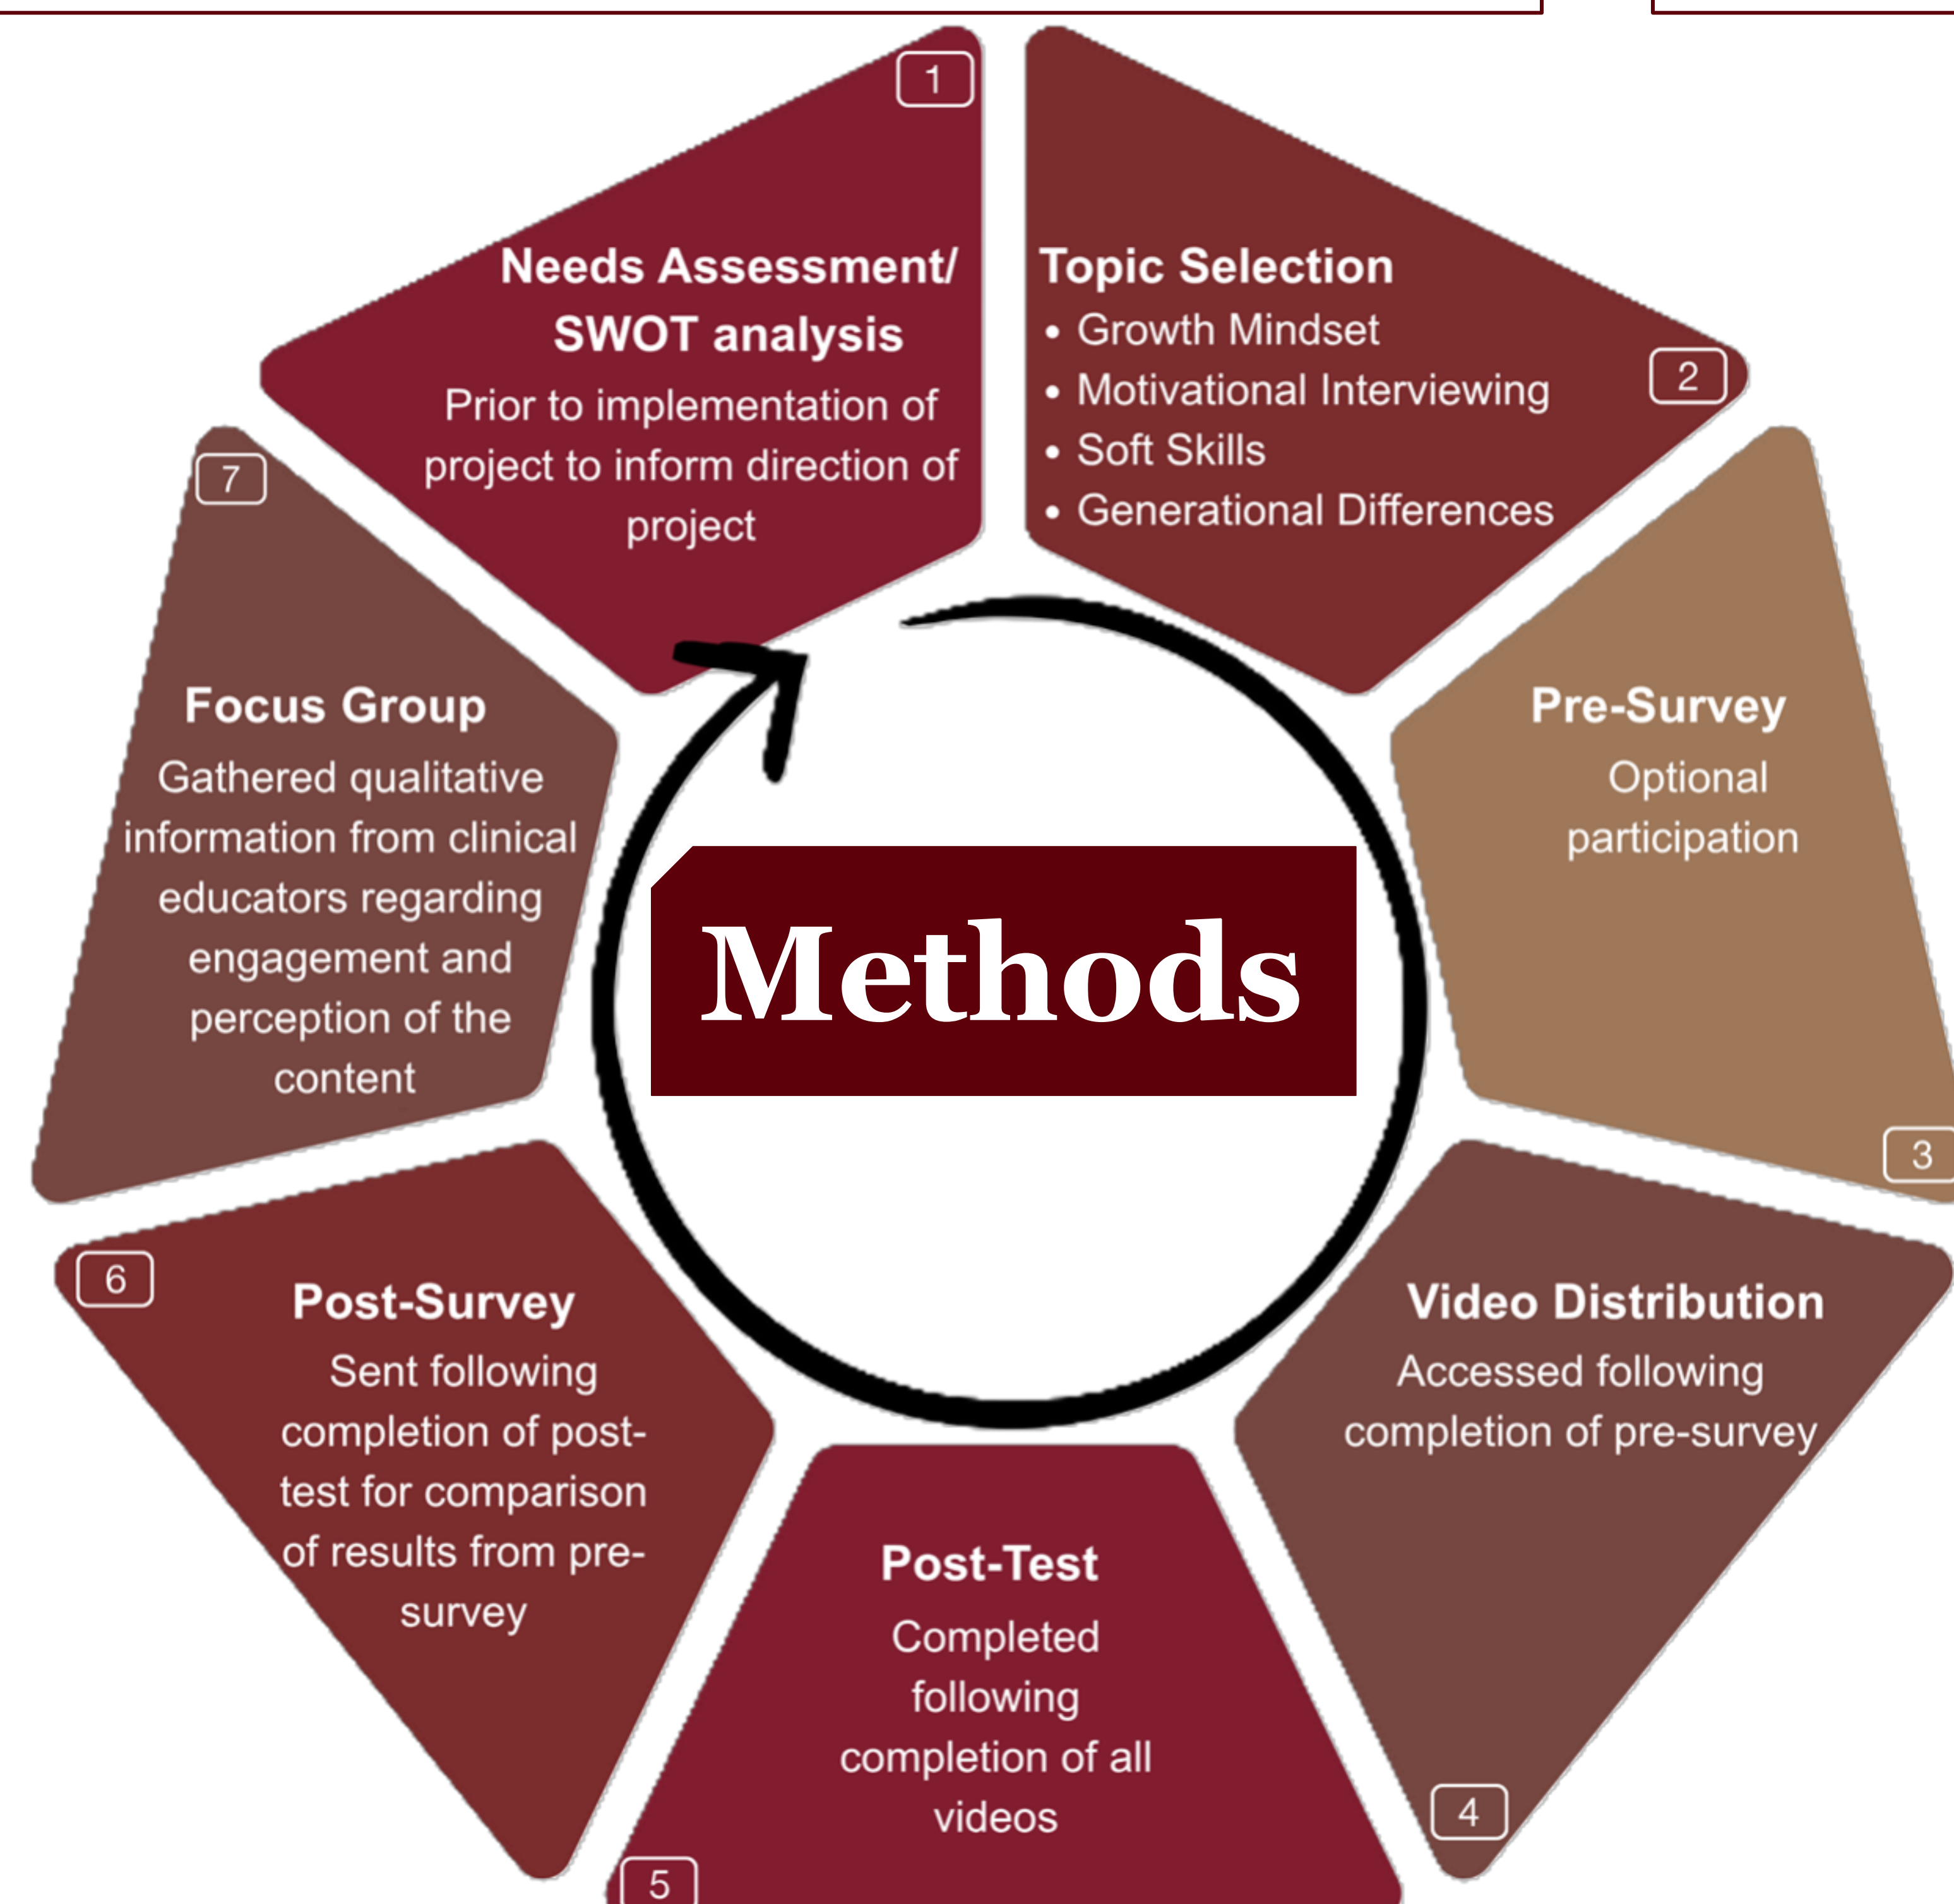 Methods
1
Needs Assessment/
SWOT analysis
Prior to implementation of
project to inform direction of
project
2
Topic Selection
• Growth Mindset
• Motivational Interviewing
• Soft Skills
• Generational Differences
3
Pre-Survey
Optional
participation
4
Video Distribution
Accessed following
completion of pre-survey
5
Post-Test
Completed
following
completion of all
videos
6
Post-Survey
Sent following
completion of post-
test for comparison
of results from pre-
survey
7
Focus Group
Gathered qualitative
information from clinical
educators regarding
engagement and
perception of the
content